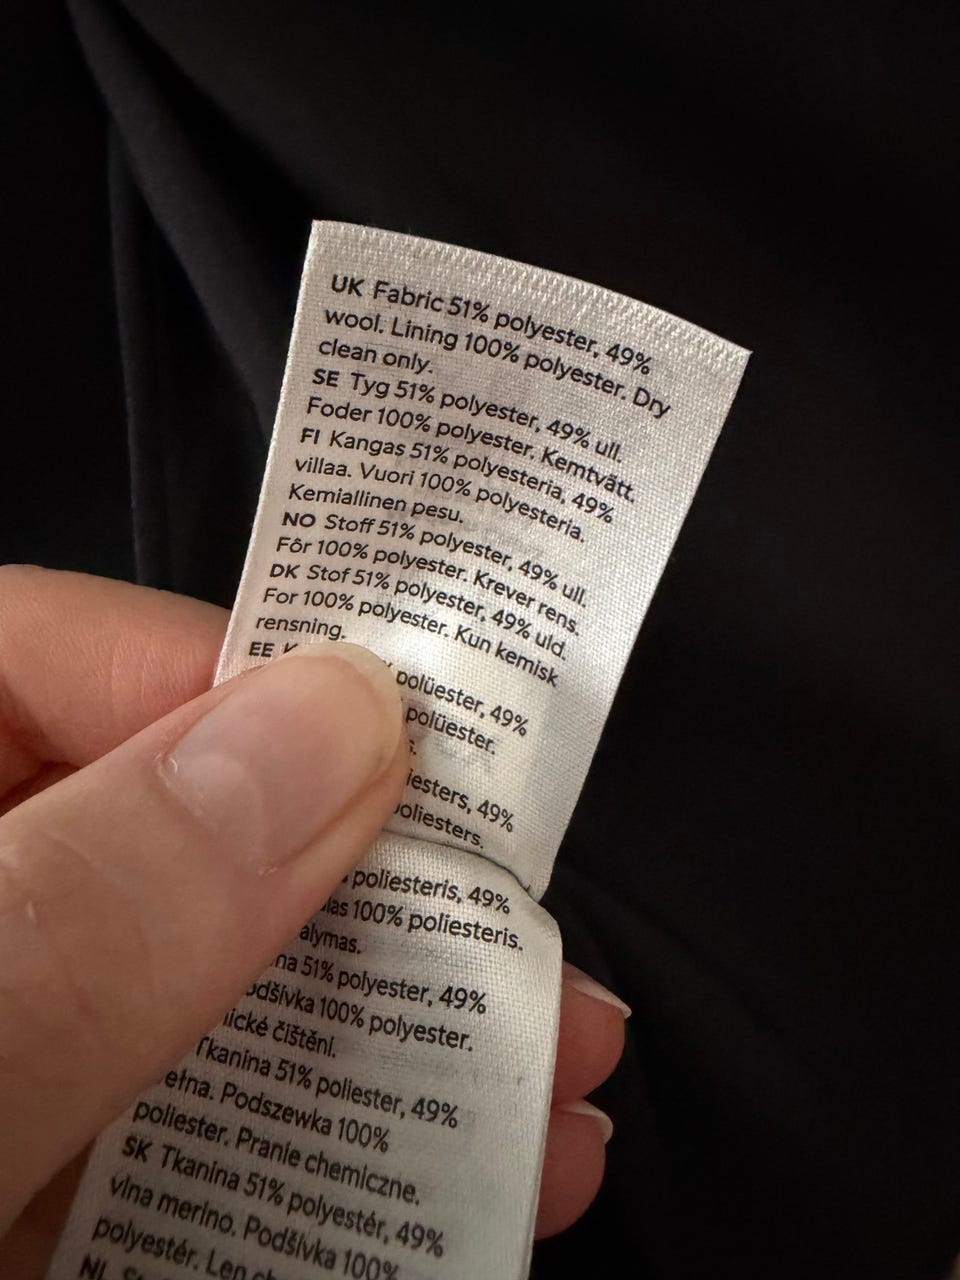 UK Fabric 51% polyester, 49%
wool. Lining 100% polyester. Dry
clean only.
SE Tyg 51% polyester, 49% ull.
Foder 100% polyester. Kemtvätt.
FI Kangas 51% polyesteria, 49%
villaa. Vuori 100% polyesteria.
Kemiallinen pesu.
NO Stoff 51% polyester, 49% ull.
Fôr 100% polyester. Krever rens.
DK Stof 51% polyester, 49% uld.
For 100% polyester. Kun kemisk
rensning.
EE
polüester, 49%
polüester.
49%
poliesteris, 49%
100% poliesteris.
51% polyester, 49%
100% polyester.
čištění.
Tkanina 51% poliester, 49%
Podszewka 100%
poliester. Pranie chemiczne.
SK Tkanina 51% polyestér, 49%
vlna merino. Podšívka 100%
polyestér. Len
NL